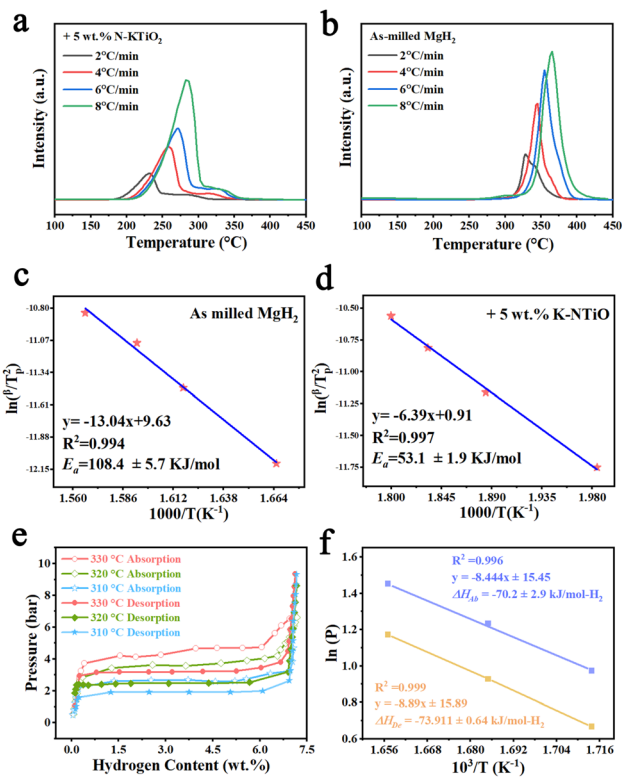 a
+ 5 wt.% N-KTiO₂
2°C/min
4°C/min
6°C/min
8°C/min
Intensity (a.u.)
100 150 200 250 300 350 400 450
Temperature (°C)
b
As-milled MgH₂
2°C/min
4°C/min
6°C/min
8°C/min
Intensity (a.u.)
100 150 200 250 300 350 400 450
Temperature (°C)
c
As milled MgH₂
-10.80
-11.07
-11.34
-11.61
-11.88
-12.15
ln(β/T²p)
y= -13.04x+9.63
R²=0.994
Ea=108.4 ± 5.7 KJ/mol
1.560 1.586 1.612 1.638 1.664
1000/T(K⁻¹)
d
+ 5 wt.% K-NTiO
-10.50
-10.75
-11.00
-11.25
-11.50
-11.75
ln(β/T²p)
y= -6.39x+0.91
R²=0.997
Ea=53.1 ± 1.9 KJ/mol
1.800 1.845 1.890 1.935 1.980
1000/T(K⁻¹)
e
330 °C Absorption
320 °C Absorption
310 °C Absorption
330 °C Desorption
320 °C Desorption
310 °C Desorption
10
8
6
4
2
0
Pressure (bar)
0.0 1.5 3.0 4.5 6.0 7.5
Hydrogen Content (wt.%)
f
1.6
1.4
1.2
1.0
0.8
0.6
ln (P)
R² =0.996
y = -8.444x ± 15.45
ΔHAb = -70.2 ± 2.9 kJ/mol-H₂
R² =0.999
y = -8.89x ± 15.89
ΔHDe = -73.911 ± 0.64 kJ/mol-H₂
1.656 1.668 1.680 1.692 1.704 1.716
10³/T (K⁻¹)